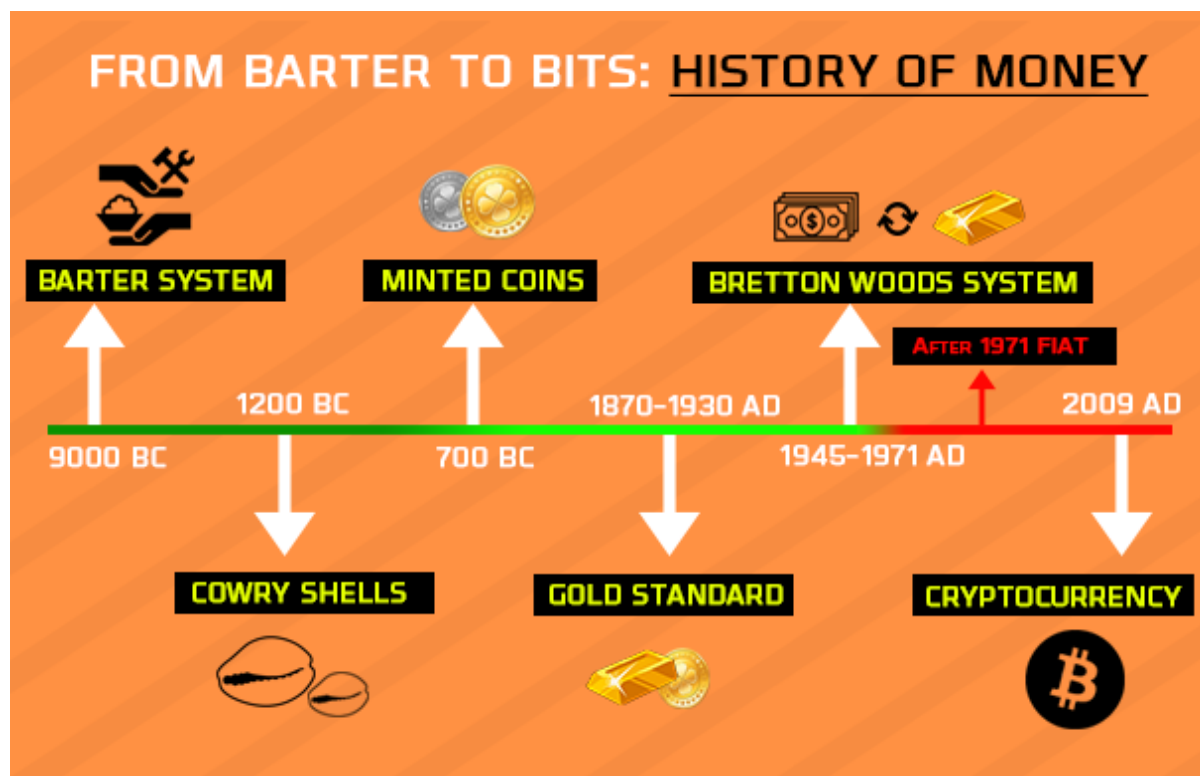 FROM BARTER TO BITS: HISTORY OF MONEY
BARTER SYSTEM
MINTED COINS
BRETTON WOODS SYSTEM
AFTER 1971 FIAT
1200 BC
1870-1930 AD
2009 AD
9000 BC
700 BC
1945-1971 AD
COWRY SHELLS
GOLD STANDARD
CRYPTOCURRENCY